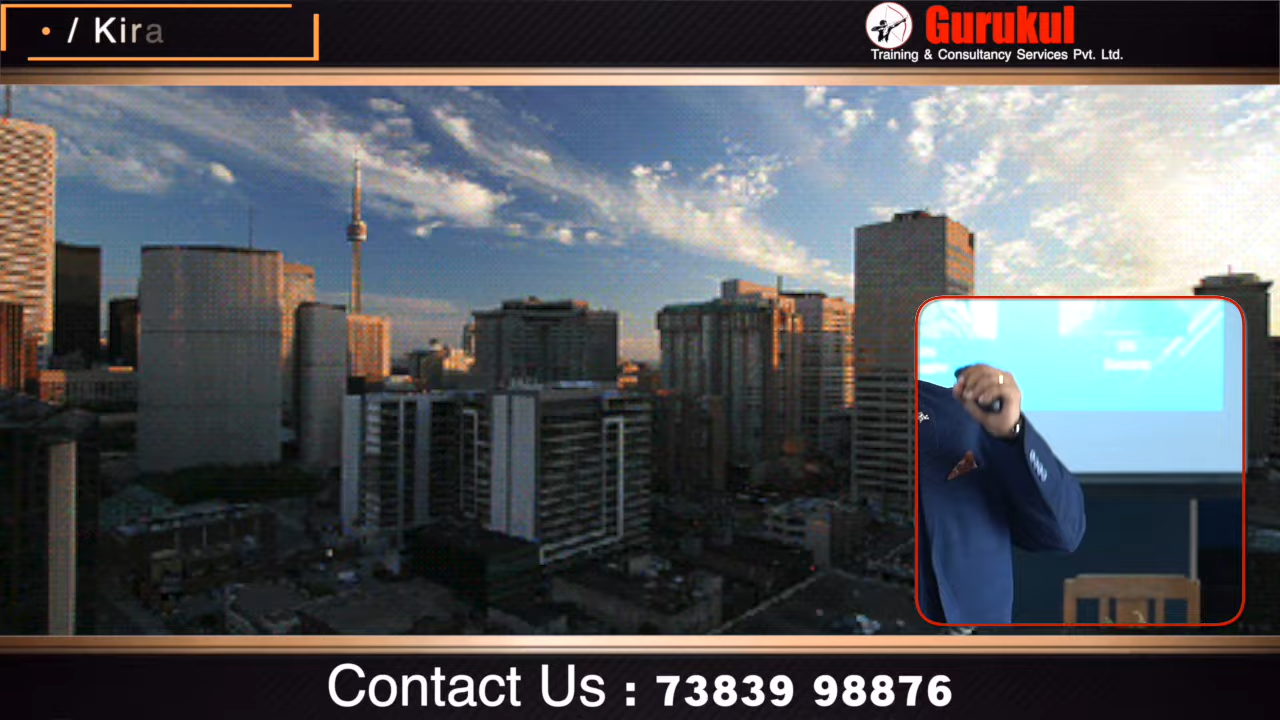 • / Kira
Gurukul
Training & Consultancy Services Pvt. Ltd.
Contact Us : 73839 98876